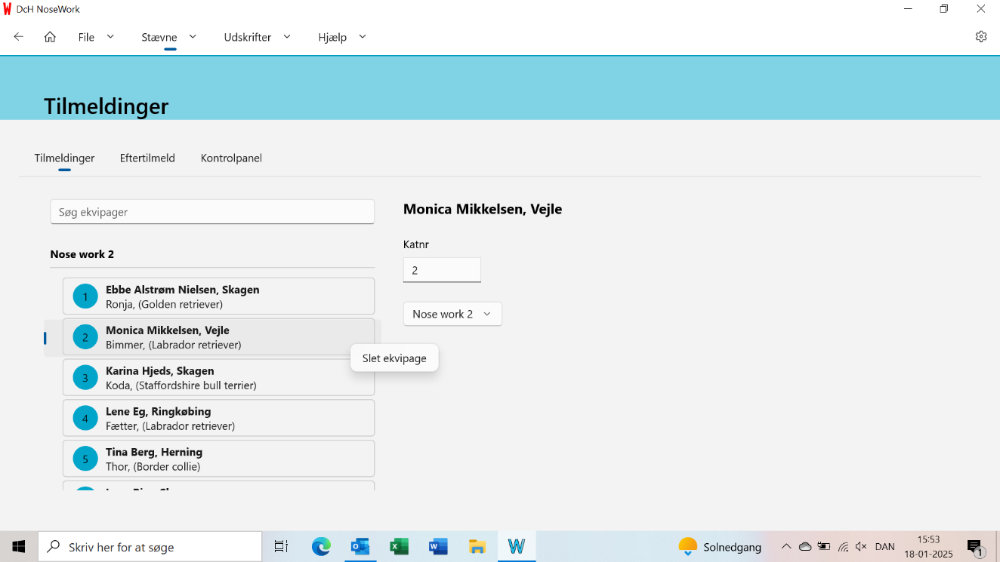 DcH NoseWork
File
Stævne
Udskrifter
Hjælp
Tilmeldinger
Tilmeldinger
Eftertilmeld
Kontrolpanel
Søg ekvipager
Nose work 2
1
Ebbe Alstrøm Nielsen, Skagen
Ronja, (Golden retriever)
2
Monica Mikkelsen, Vejle
Bimmer, (Labrador retriever)
3
Karina Hjeds, Skagen
Koda, (Staffordshire bull terrier)
4
Lene Eg, Ringkøbing
Fætter, (Labrador retriever)
5
Tina Berg, Herning
Thor, (Border collie)
Monica Mikkelsen, Vejle
Katnr
2
Nose work 2
Slet ekvipage
Skriv her for at søge
Solnedgang
DAN
15:53
18-01-2025
1